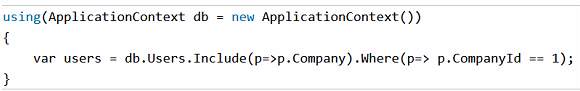 using(ApplicationContext db = new ApplicationContext())
{
    var users = db.Users.Include(p=>p.Company).Where(p=> p.CompanyId == 1);
}